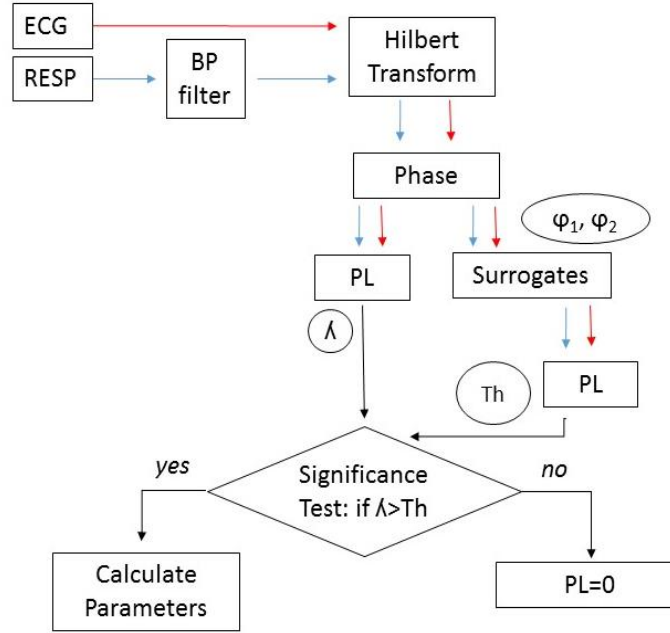 ECG
RESP
BP
filter
Hilbert
Transform
Phase
φ1, φ2
PL
Surrogates
ʎ
Th
PL
yes
Significance
Test: if ʎ>Th
no
Calculate
Parameters
PL=0